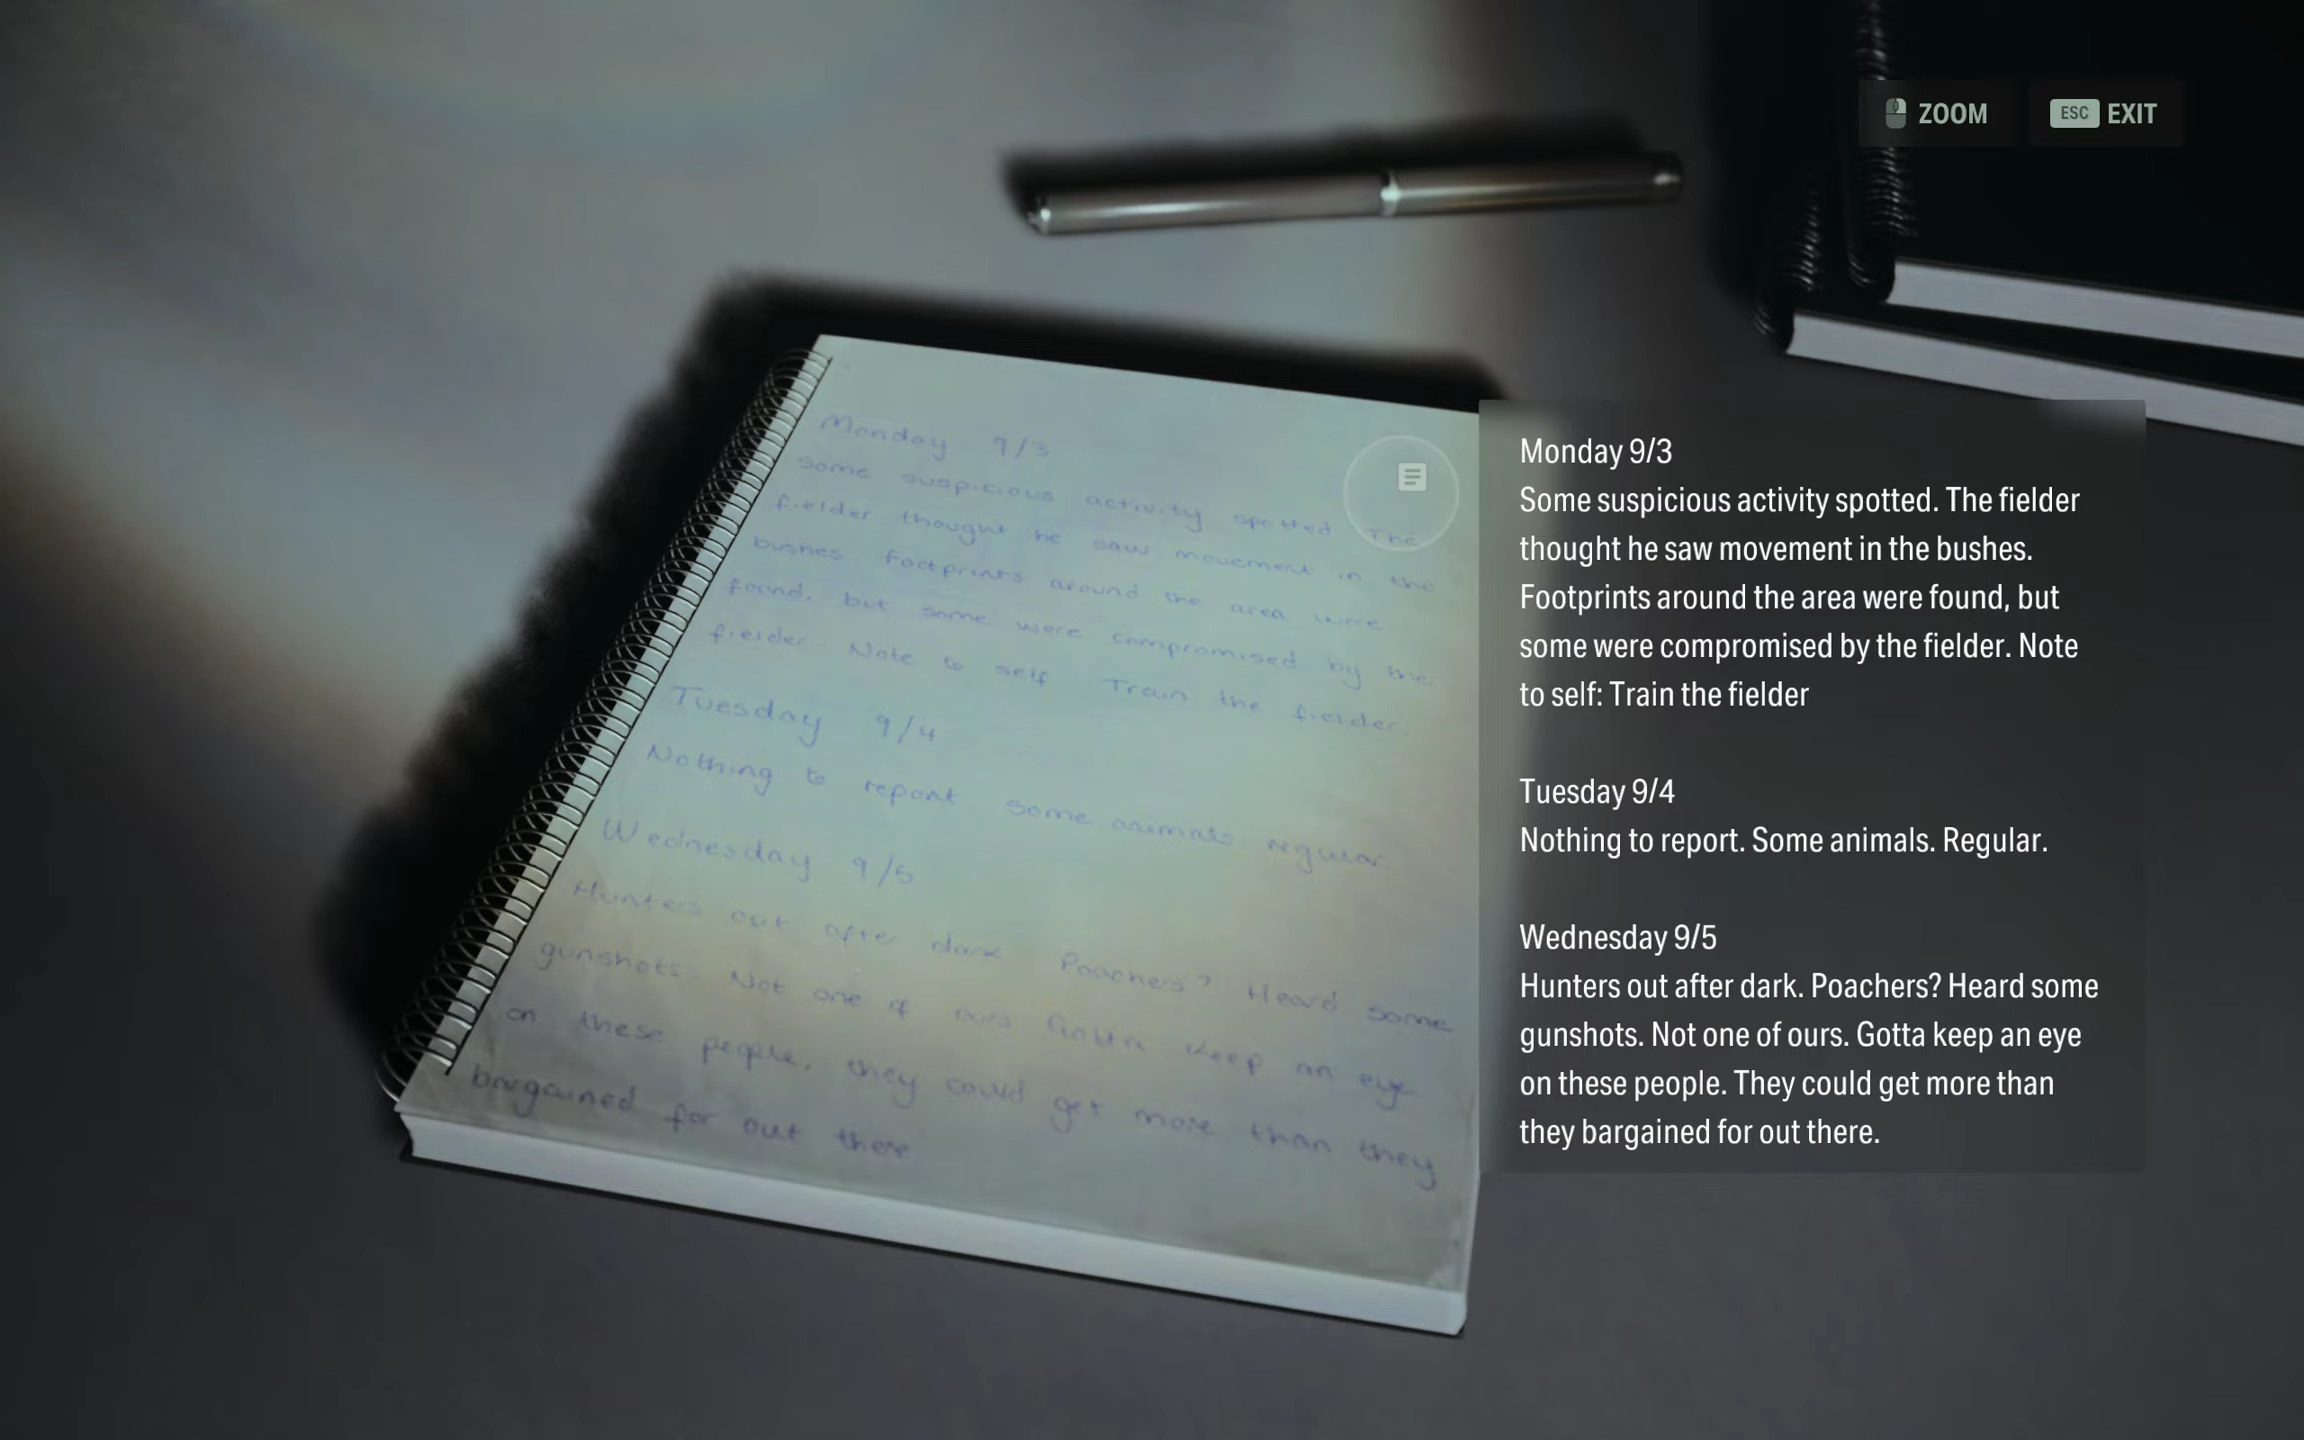 ZOOM
ESC EXIT
Monday 9/3
some suspicious activity spotted The
fielder thought he saw movement in the
bushes Footprints around the area were
found, but some were compromised by the
fielder Note to self Train the fielder
Tuesday 9/4
Nothing to report some animals regular
Wednesday 9/5
Hunters out after dark Poachers? Heard some
gunshots. Not one of ours Gotta keep an eye
on these people, they could get more than they
bargained for out there
Monday 9/3
Some suspicious activity spotted. The fielder
thought he saw movement in the bushes.
Footprints around the area were found, but
some were compromised by the fielder. Note
to self: Train the fielder
Tuesday 9/4
Nothing to report. Some animals. Regular.
Wednesday 9/5
Hunters out after dark. Poachers? Heard some
gunshots. Not one of ours. Gotta keep an eye
on these people. They could get more than
they bargained for out there.